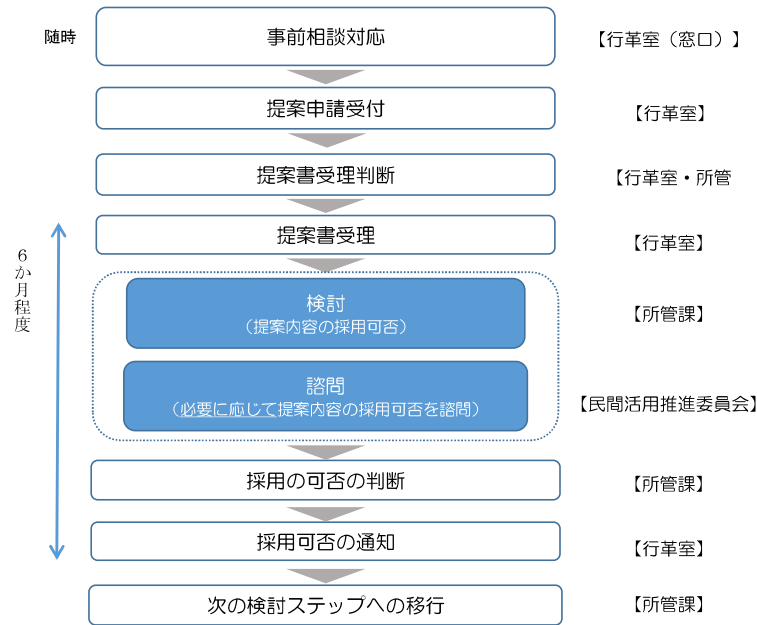 随時
事前相談対応
【行革室（窓口）】
提案申請受付
【行革室】
提案書受理判断
【行革室・所管
提案書受理
【行革室】
６か月程度
検討
（提案内容の採用可否）
【所管課】
諮問
（必要に応じて提案内容の採用可否を諮問）
【民間活用推進委員会】
採用の可否の判断
【所管課】
採用可否の通知
【行革室】
次の検討ステップへの移行
【所管課】